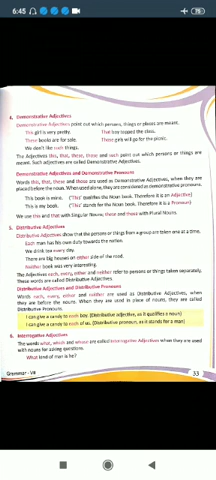 6:45
4. Demonstrative Adjectives
Demonstrative Adjectives point out which persons, things or places are meant.
This girl is very pretty. That boy topped the class.
These books are for sale. Those girls will go for the picnic.
We don't like such things.
The Adjectives this, that, these, those and such point out which persons or things are
meant. Such adjectives are called Demonstrative Adjectives.
Demonstrative Adjectives and Demonstrative Pronouns
Words this, that, these and those are used as Demonstrative Adjectives, when they are
placed before the noun. When used alone, they are considered as demonstrative pronouns.
This book is mine. ('This' qualifies the Noun book. Therefore it is an Adjective)
This is my book. ('This' stands for the Noun book. Therefore it is a Pronoun)
We use this and that with Singular Nouns; these and those with Plural Nouns.
5. Distributive Adjectives
Distributive Adjectives show that the persons or things from a group are taken one at a time.
Each man has his own duty towards the nation.
We drink tea every day.
There are big houses on either side of the road.
Neither book was very interesting.
The Adjectives each, every, either and neither refer to persons or things taken separately.
These words are called Distributive Adjectives.
Distributive Adjectives and Distributive Pronouns
Words each, every, either and neither are used as Distributive Adjectives, when
they are before the nouns. When they are used in place of nouns, they are called
Distributive Pronouns.
I can give a candy to each boy. (Distributive adjective, as it qualifies a noun)
I can give a candy to each of us. (Distributive pronoun, as it stands for a man)
6. Interrogative Adjectives
The words what, which and whose are called Interrogative Adjectives when they are used
with nouns for asking questions.
What kind of man is he?
Grammar - VII 33